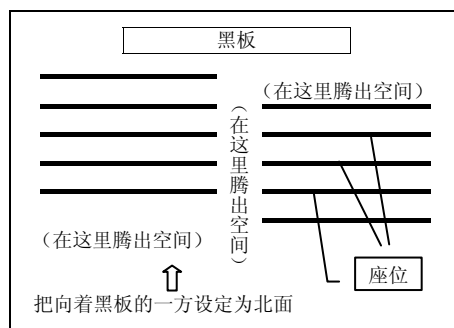 黑板
（在这里腾出空间）
（在这里腾出空间）
（在这里腾出空间）
座位
把向着黑板的一方设定为北面